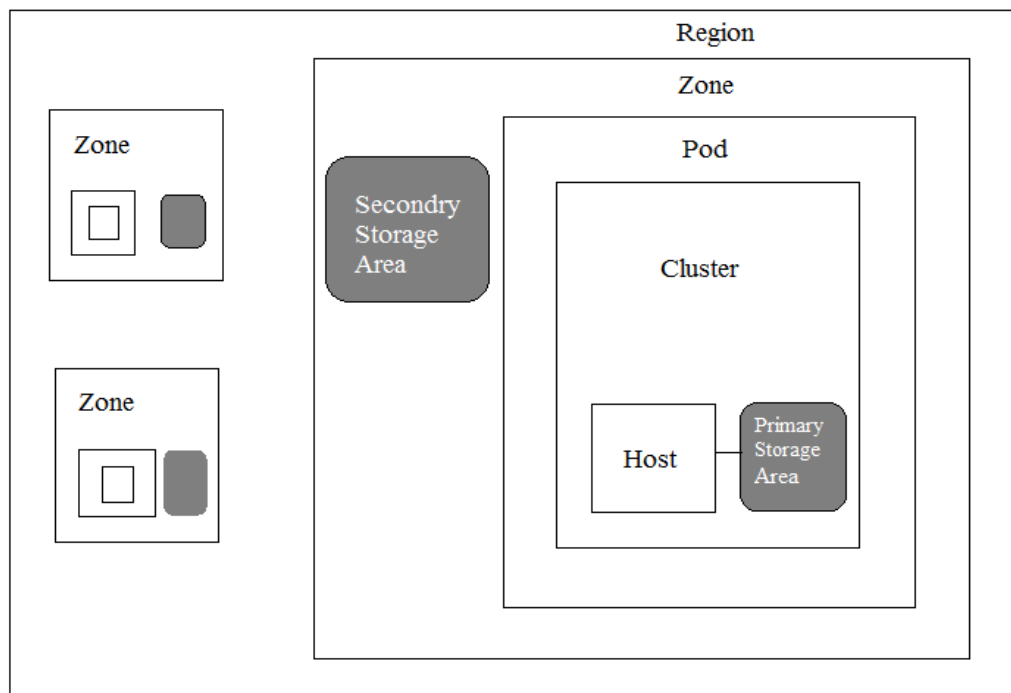 Region
Zone
Pod
Cluster
Host
Primary
Storage
Area
Secondry
Storage
Area
Zone
Zone